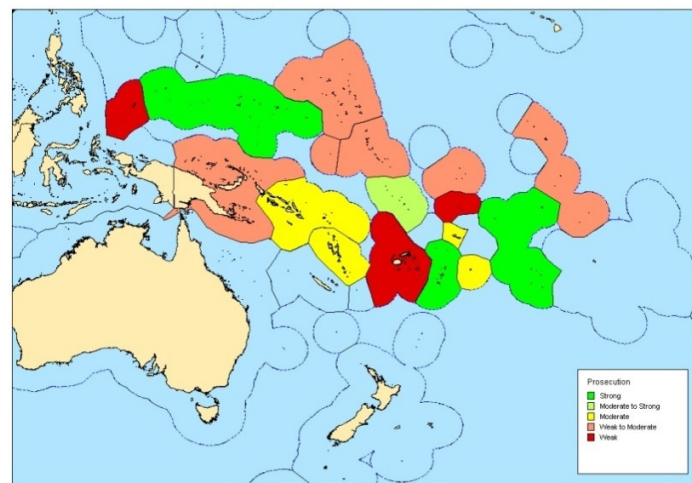 Prosecution
Strong
Moderate to Strong
Moderate
Weak to Moderate
Weak